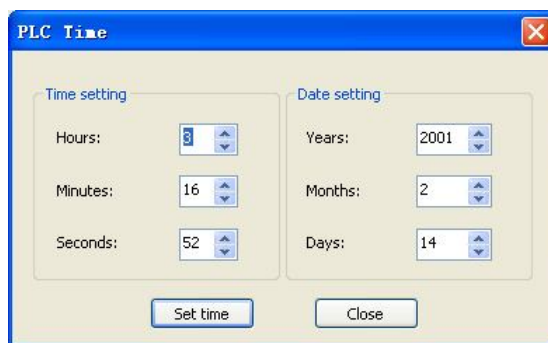 PLC Time
Time setting
Hours: 3
Minutes: 16
Seconds: 52
Date setting
Years: 2001
Months: 2
Days: 14
Set time
Close